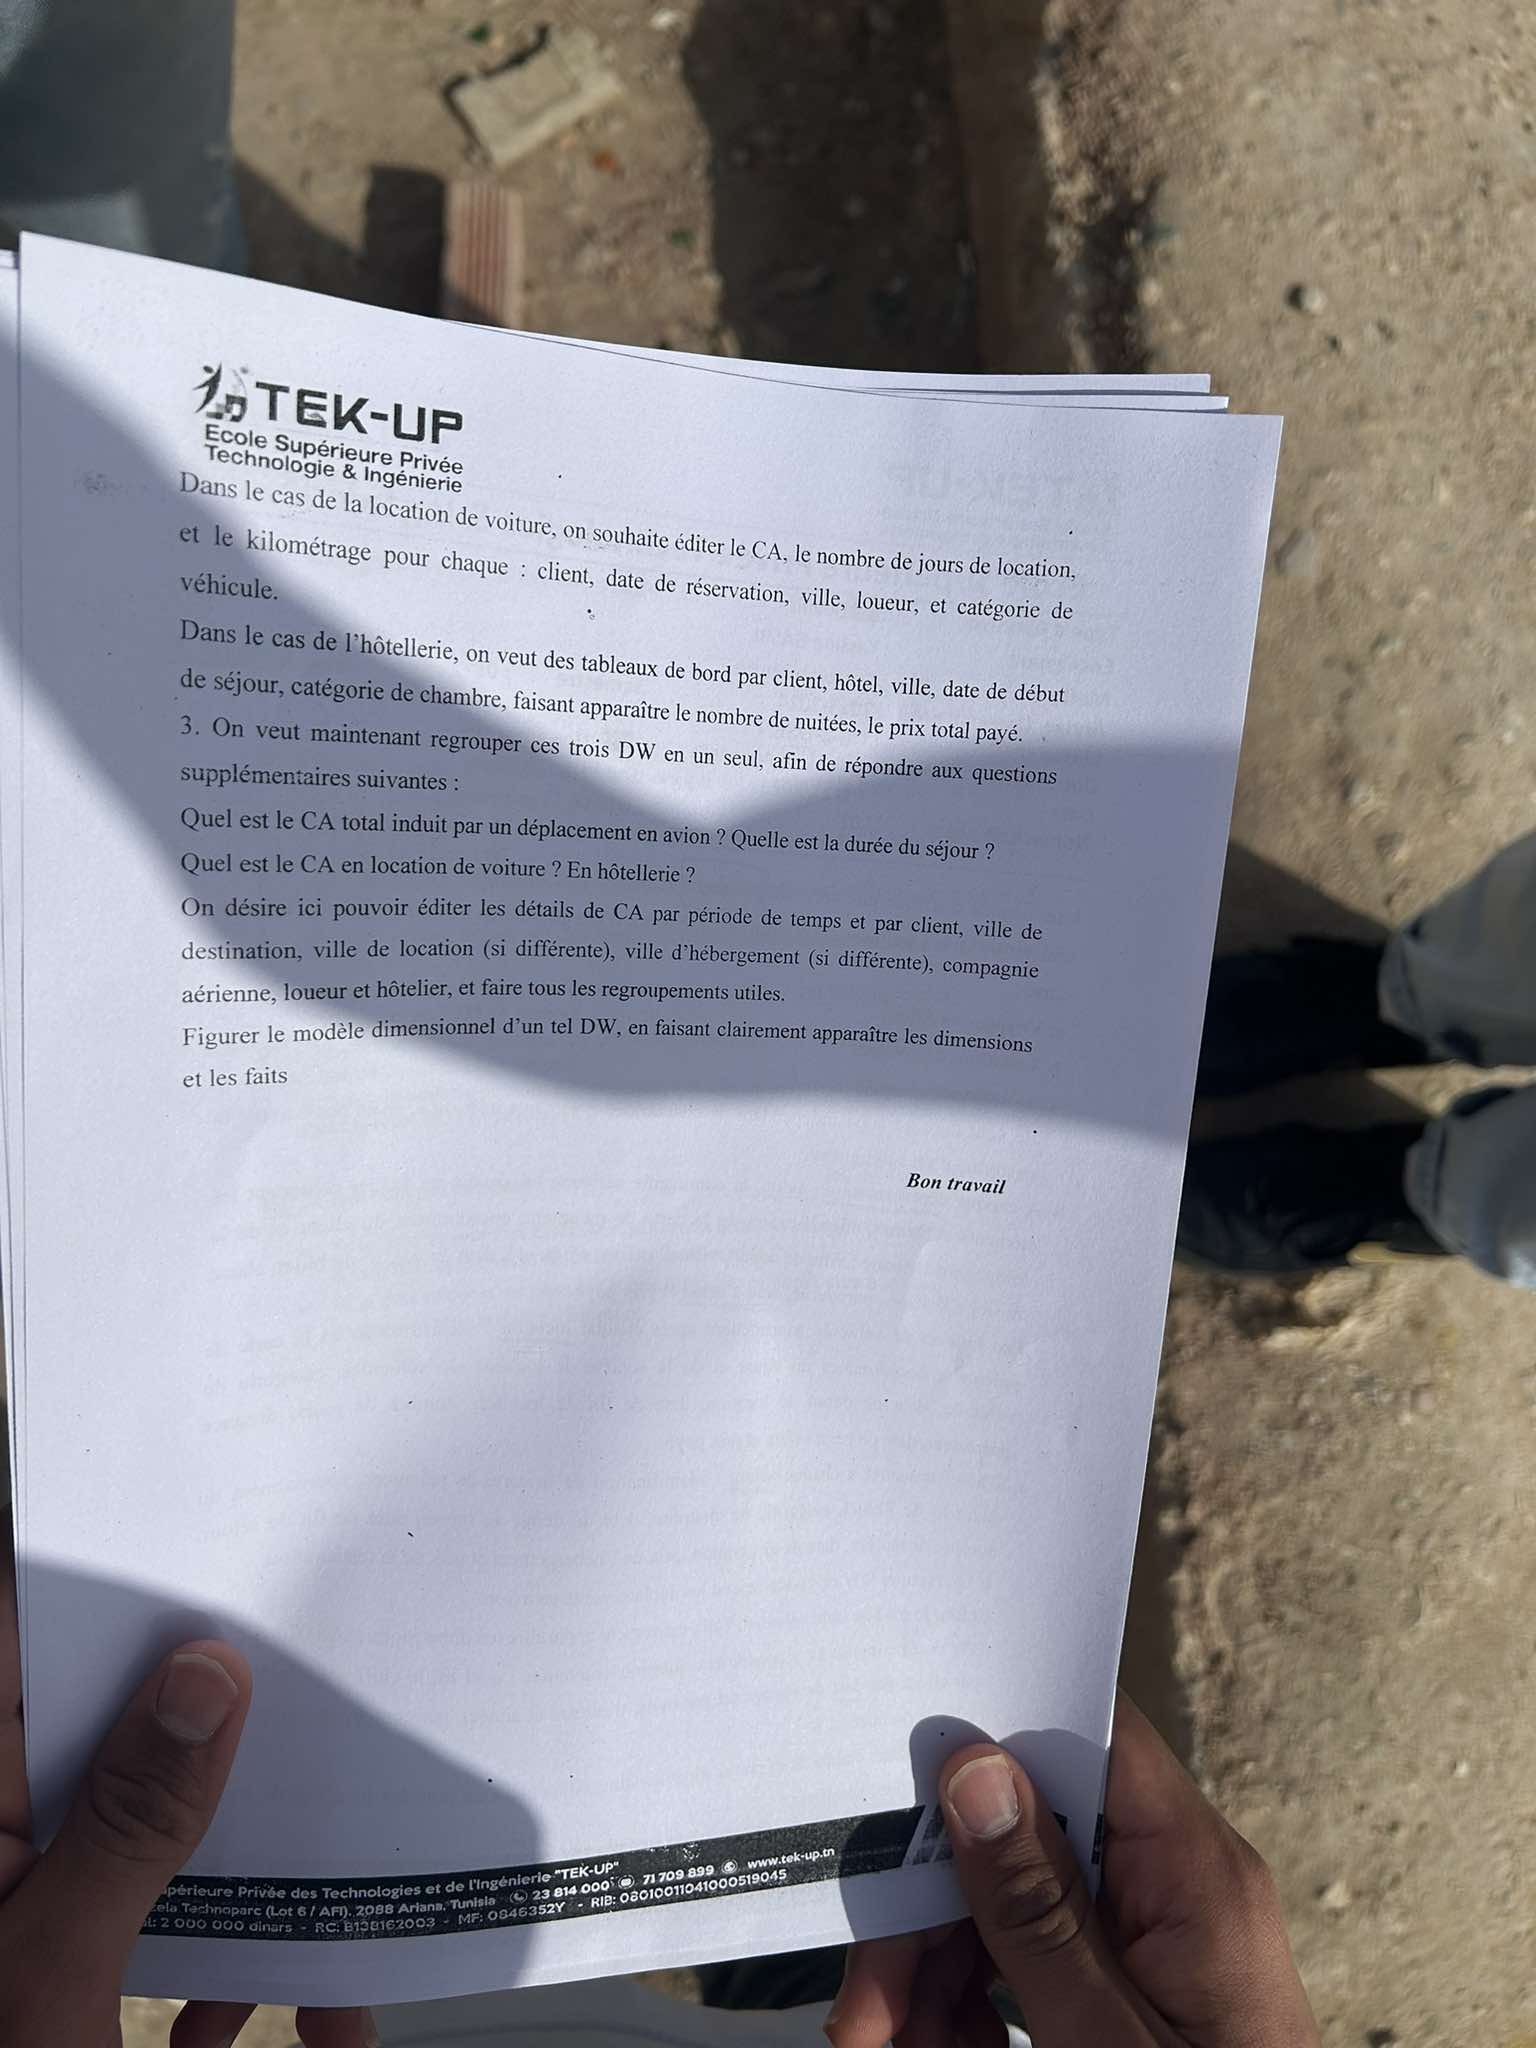 TEK-UP
Ecole Supérieure Privée
Technologie & Ingénierie
Dans le cas de la location de voiture, on souhaite éditer le CA, le nombre de jours de location,
et le kilométrage pour chaque : client, date de réservation, ville, loueur, et catégorie de
véhicule.
Dans le cas de l'hôtellerie, on veut des tableaux de bord par client, hôtel, ville, date de début
de séjour, catégorie de chambre, faisant apparaître le nombre de nuitées, le prix total payé.
3. On veut maintenant regrouper ces trois DW en un seul, afin de répondre aux questions
supplémentaires suivantes :
Quel est le CA total induit par un déplacement en avion ? Quelle est la durée du séjour ?
Quel est le CA en location de voiture ? En hôtellerie ?
On désire ici pouvoir éditer les détails de CA par période de temps et par client, ville de
destination, ville de location (si différente), ville d'hébergement (si différente), compagnie
aérienne, loueur et hôtelier, et faire tous les regroupements utiles.
Figurer le modèle dimensionnel d'un tel DW, en faisant clairement apparaître les dimensions
et les faits
Bon travail
périeure Privée des Technologies et de l'Ingénierie "TEK-UP"
Technoparc (Lot 6 / AFI), 2088 Ariana, Tunisia 23 814 000 71 709 899 www.tek-up.tn
2 000 000 dinars - RC: B138162003 - MF: 0846352Y - RIB: 08010011041000519045